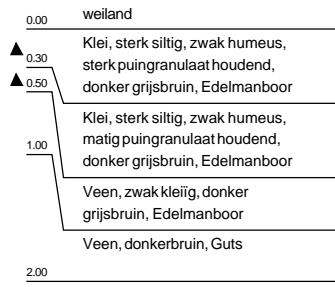 weiland
0.00
Klei, sterk siltig, zwak humeus,
0.30
sterk puingranulaat houdend,
0.50
donker grijsbruin, Edelmanboor
Klei, sterk siltig, zwak humeus,
matig puingranulaat houdend,
1.00
donker grijsbruin, Edelmanboor
Veen, zwak kleiïg, donker
grijsbruin, Edelmanboor
Veen, donkerbruin, Guts
2.00